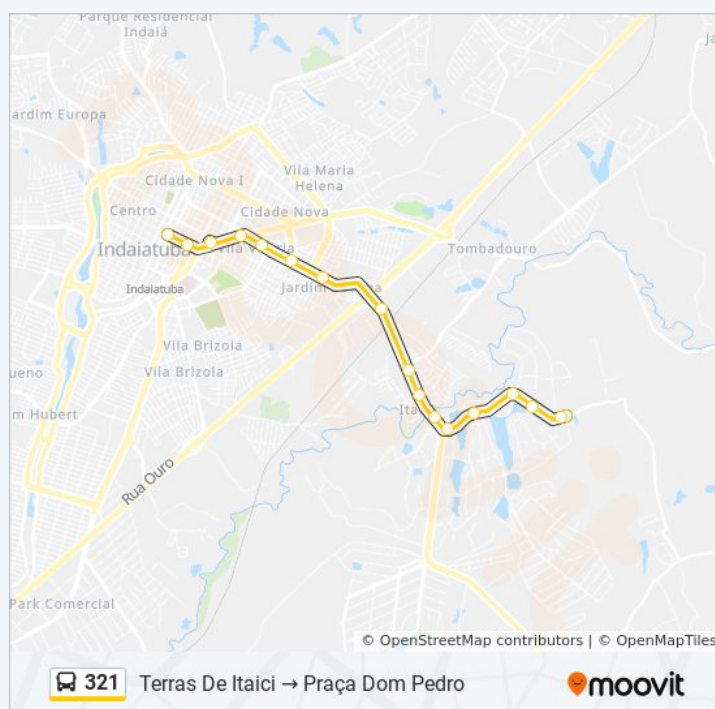 Parque Residencial
Indaiá
Jardim Europa
Vila Maria
Helena
Cidade Nova I
Centro
Cidade Nova
Indaiatuba
Tombadouro
Indaiatuba
Vila Brizola
Vila Brizola
Rua Ouro
Park Comercial
© OpenStreetMap contributors | © OpenMapTiles
321 Terras De Itaici → Praça Dom Pedro
moovit